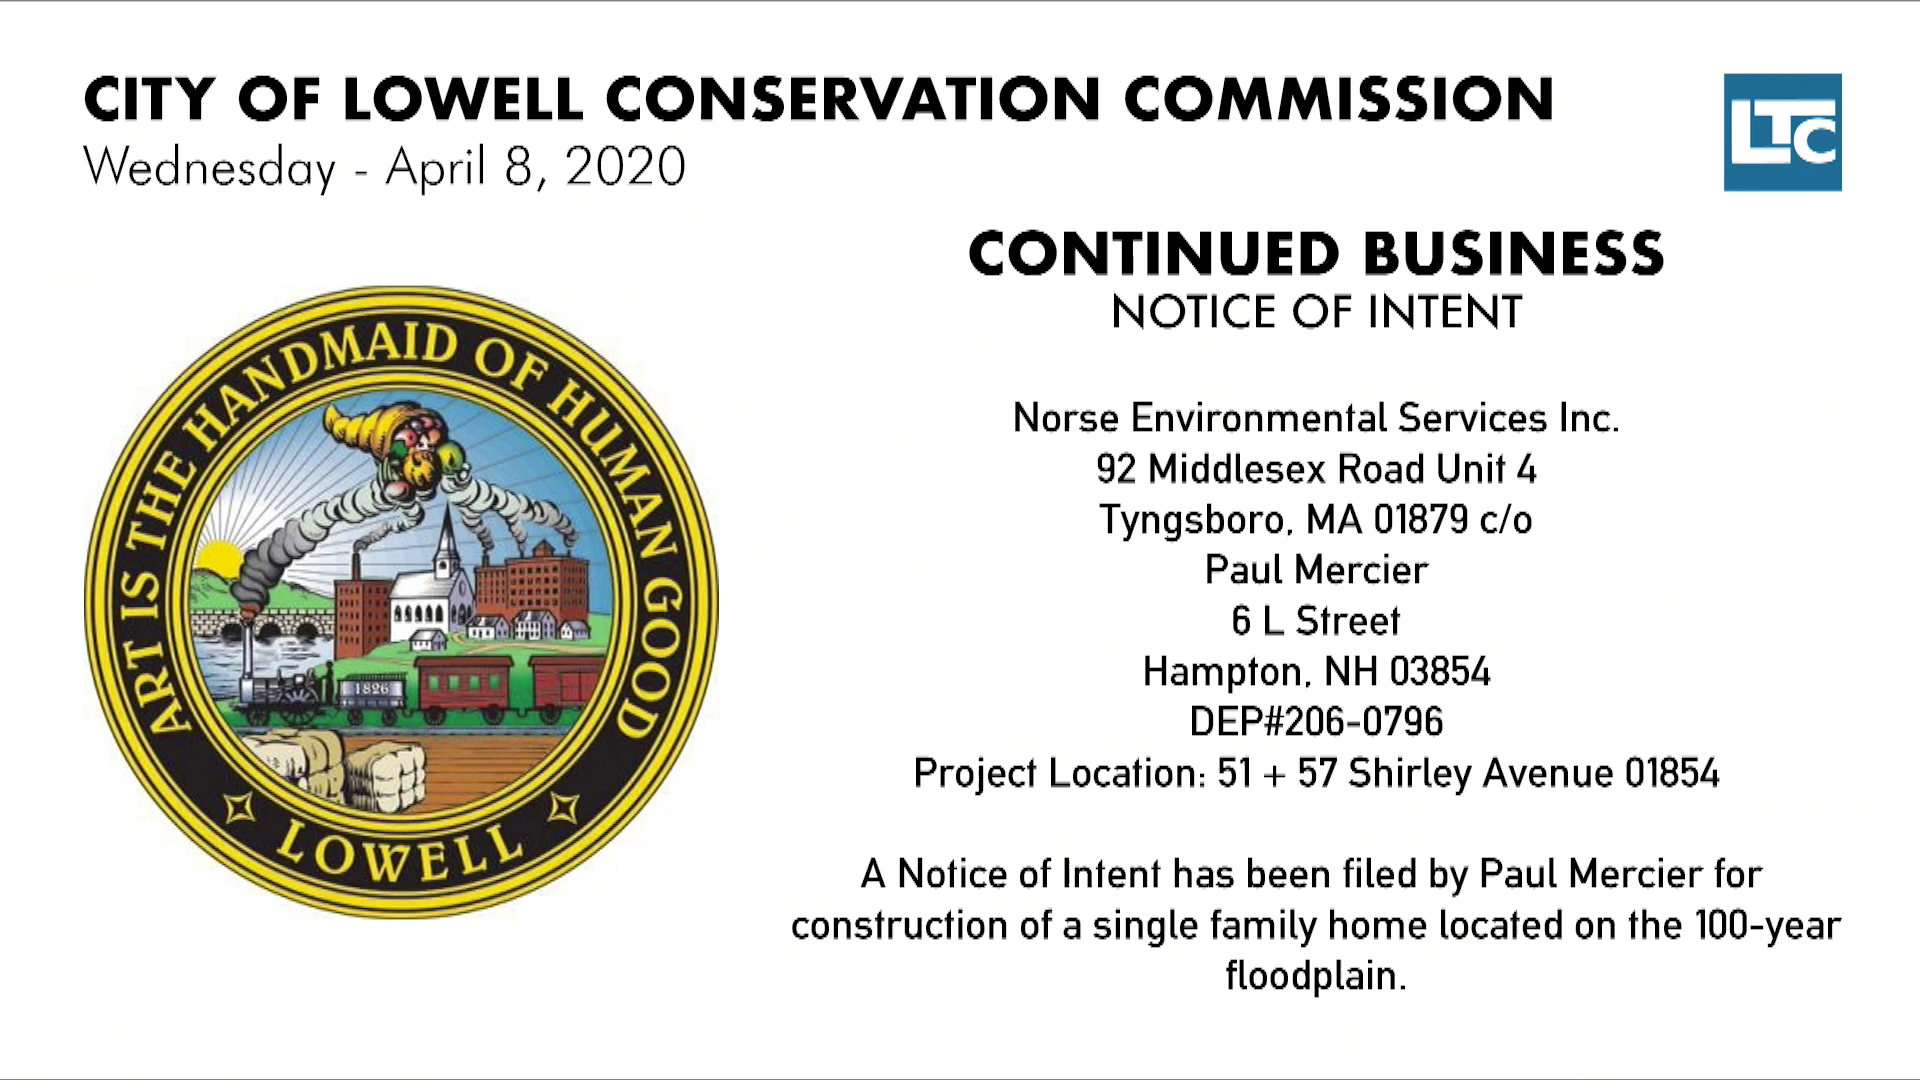 CITY OF LOWELL CONSERVATION COMMISSION
Wednesday - April 8, 2020
LTC
CONTINUED BUSINESS
NOTICE OF INTENT
ART IS THE HANDMAID OF HUMAN GOOD
1826
LOWELL
Norse Environmental Services Inc.
92 Middlesex Road Unit 4
Tyngsboro, MA 01879 c/o
Paul Mercier
6 L Street
Hampton, NH 03854
DEP#206-0796
Project Location: 51 + 57 Shirley Avenue 01854
A Notice of Intent has been filed by Paul Mercier for
construction of a single family home located on the 100-year
floodplain.